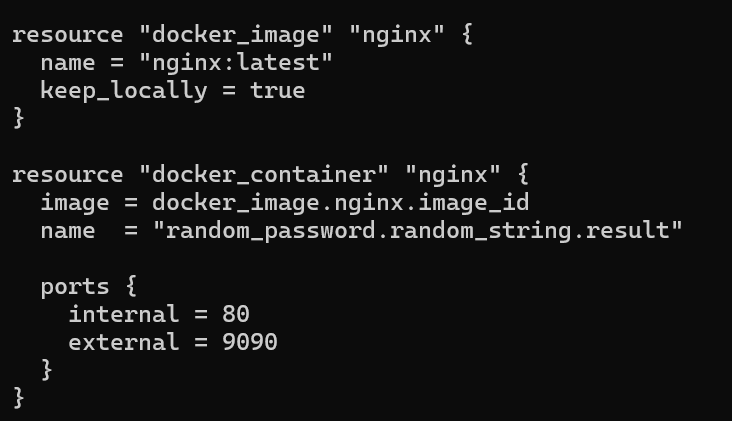 resource "docker_image" "nginx" {
  name = "nginx:latest"
  keep_locally = true
}

resource "docker_container" "nginx" {
  image = docker_image.nginx.image_id
  name  = "random_password.random_string.result"

  ports {
    internal = 80
    external = 9090
  }
}